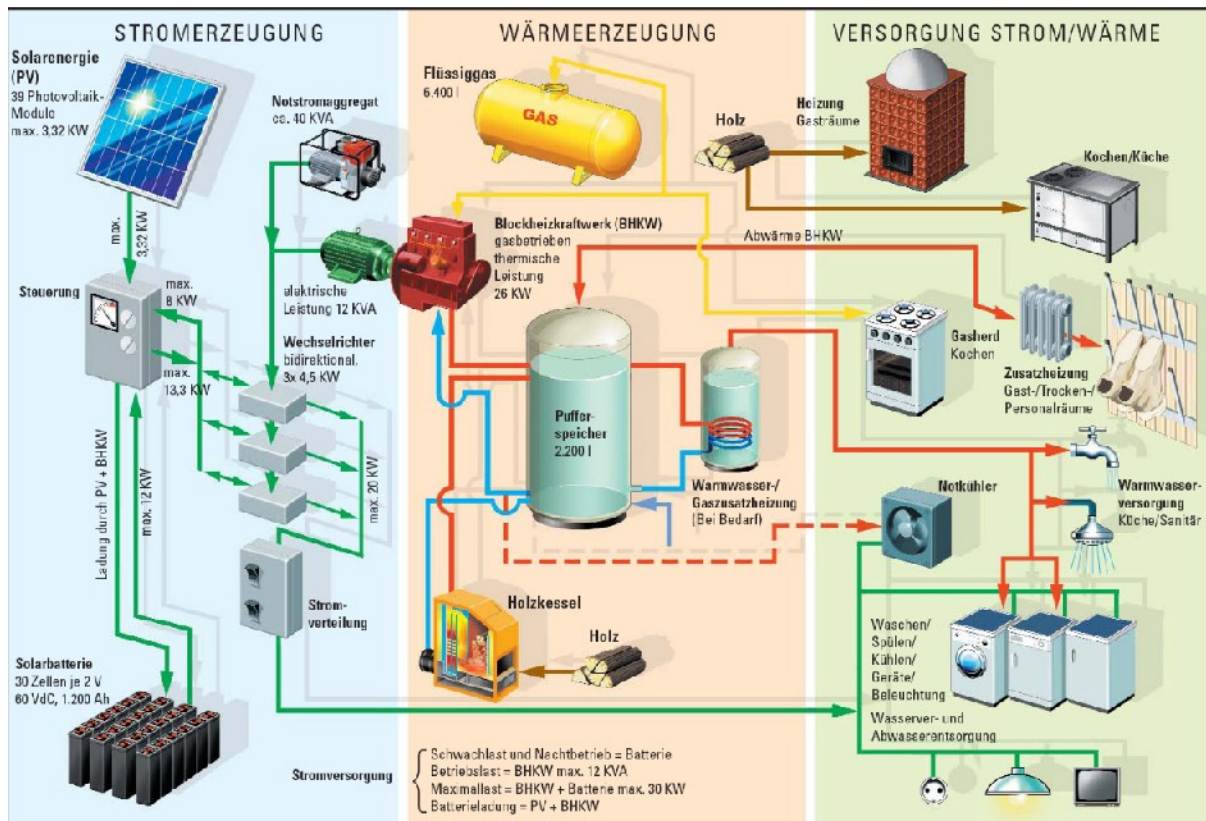 STROMERZEUGUNG
Solarenergie
(PV)
39 Photovoltaik-
Module
max. 3,32 KW
Notstromaggregat
ca. 40 KVA
max.
3,32 KW
Steuerung
max.
8 KW
elektrische
Leistung 12 KVA
Wechselrichter
bidirektional,
3x 4,5 KW
max.
13,3 KW
Ladung durch PV + BHKW
max. 12 KW
max. 20 KW
Strom-
verteilung
Solarbatterie
30 Zellen je 2 V
60 VdC, 1.200 Ah
WÄRMEERZEUGUNG
Flüssiggas
6.400 l
GAS
Holz
Blockheizkraftwerk (BHKW)
gasbetrieben
thermische
Leistung
26 KW
Abwärme BHKW
Puffer-
speicher
2.200 l
Warmwasser-/
Gaszusatzheizung
(Bei Bedarf)
Holzkessel
Holz
Stromversorgung
Schwachlast und Nachtbetrieb = Batterie
Betriebslast = BHKW max. 12 KVA
Maximallast = BHKW + Batterie max. 30 KW
Batterieladung = PV + BHKW
VERSORGUNG STROM/WÄRME
Heizung
Gasträume
Kochen/Küche
Gasherd
Kochen
Zusatzheizung
Gast-/Trocken-/
Personalräume
Notkühler
Warmwasser-
versorgung
Küche/Sanitär
Waschen/
Spülen/
Kühlen/
Geräte/
Beleuchtung
Wasserver- und
Abwasserentsorgung